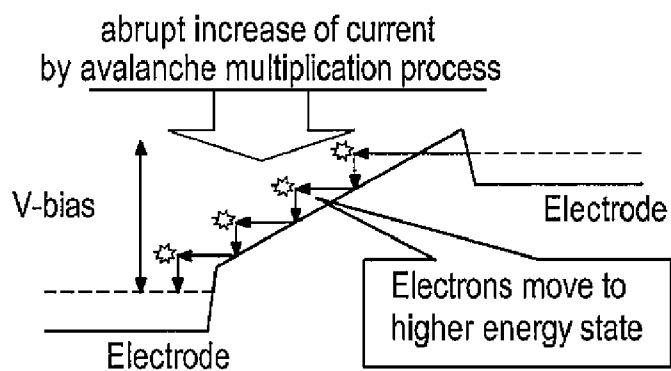 abrupt increase of current
by avalanche multiplication process
V-bias
Electrode
Electrons move to
higher energy state
Electrode